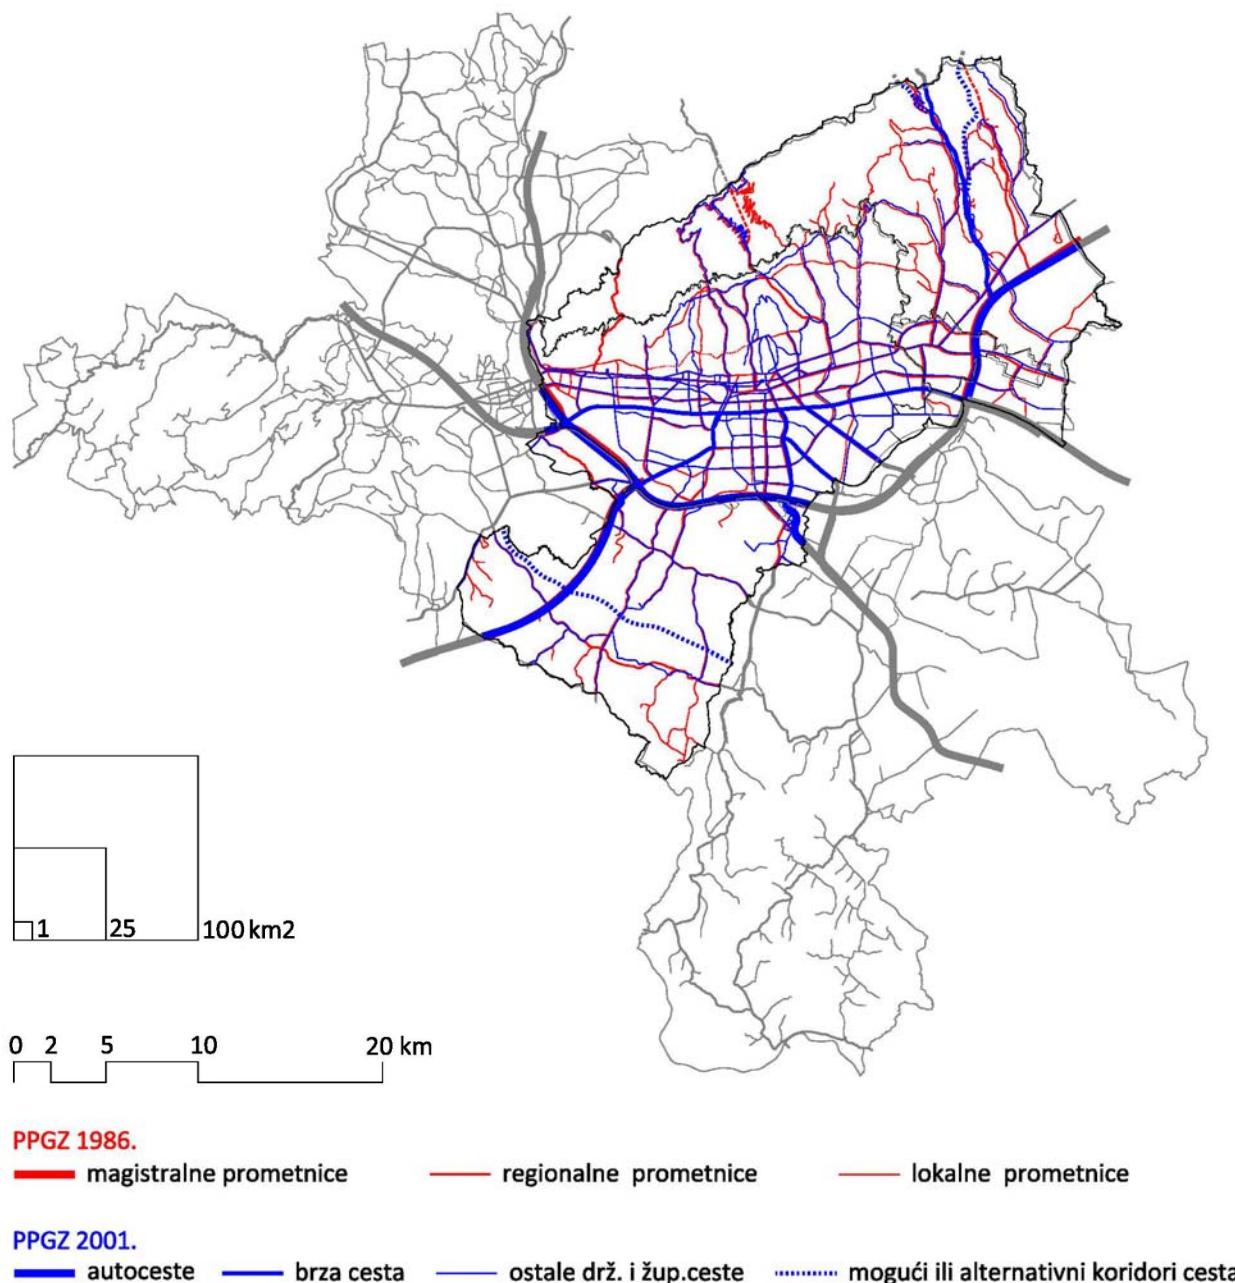 1
25
100 km2
0 2 5 10 20 km
PPGZ 1986.
magistralne prometnice regionalne prometnice lokalne prometnice
PPGZ 2001.
autoceste brza cesta ostale drž. i žup.ceste mogući ili alternativni koridori cesta